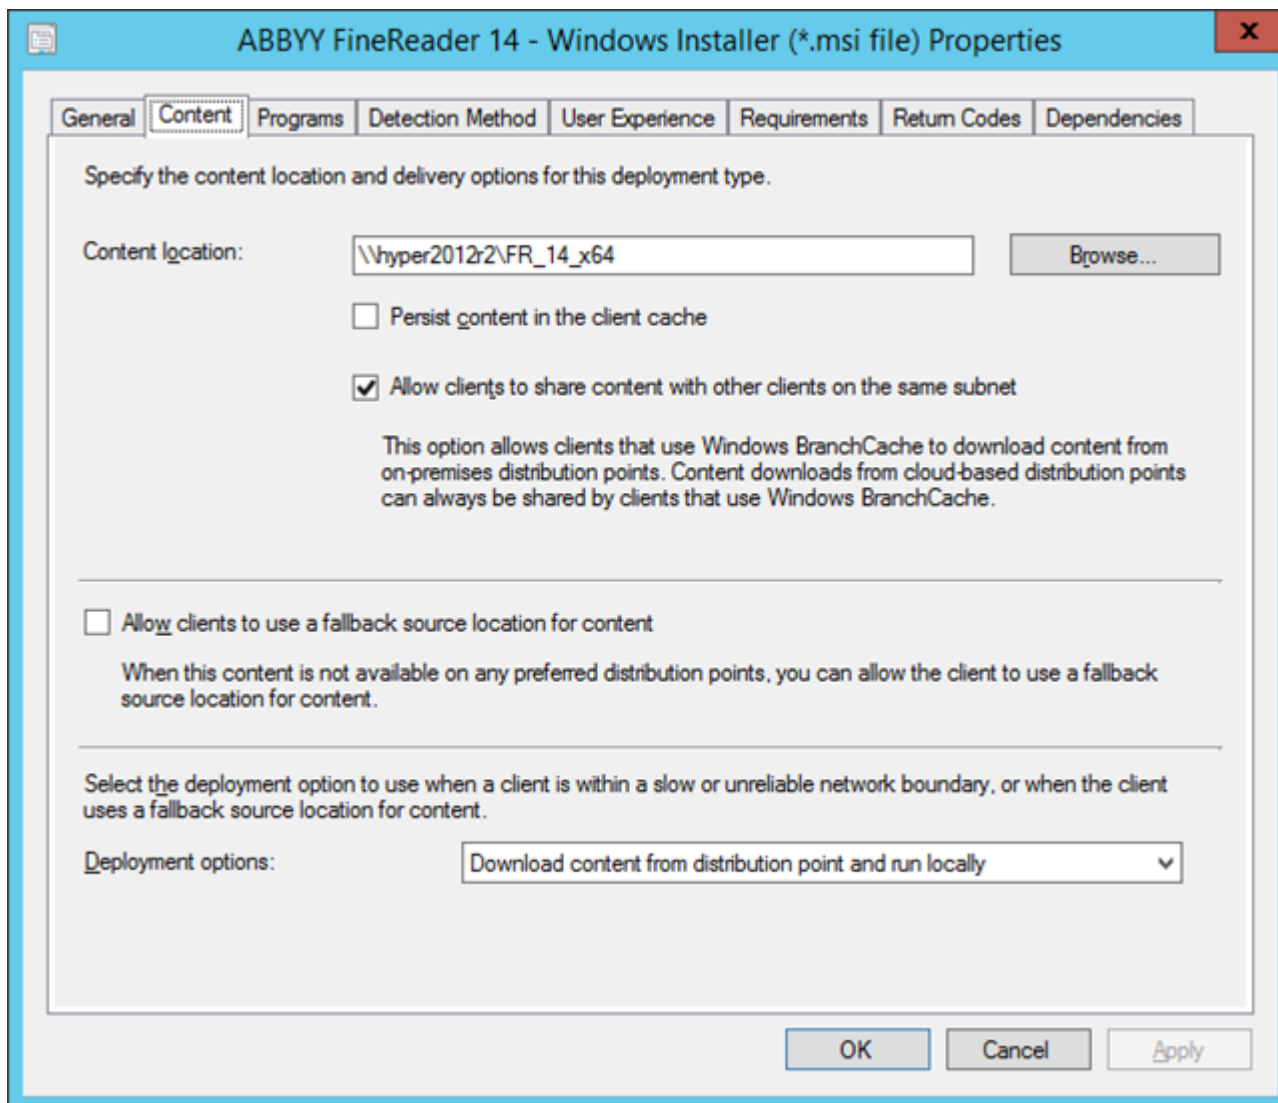 ABBYY FineReader 14 - Windows Installer (*.msi file) Properties
x
General Content Programs Detection Method User Experience Requirements Return Codes Dependencies
Specify the content location and delivery options for this deployment type.
Content location: \\hyper2012r2\FR_14_x64 Browse...
Persist content in the client cache
Allow clients to share content with other clients on the same subnet
This option allows clients that use Windows BranchCache to download content from
on-premises distribution points. Content downloads from cloud-based distribution points
can always be shared by clients that use Windows BranchCache.
Allow clients to use a fallback source location for content
When this content is not available on any preferred distribution points, you can allow the client to use a fallback
source location for content.
Select the deployment option to use when a client is within a slow or unreliable network boundary, or when the client
uses a fallback source location for content.
Deployment options: Download content from distribution point and run locally
OK Cancel Apply